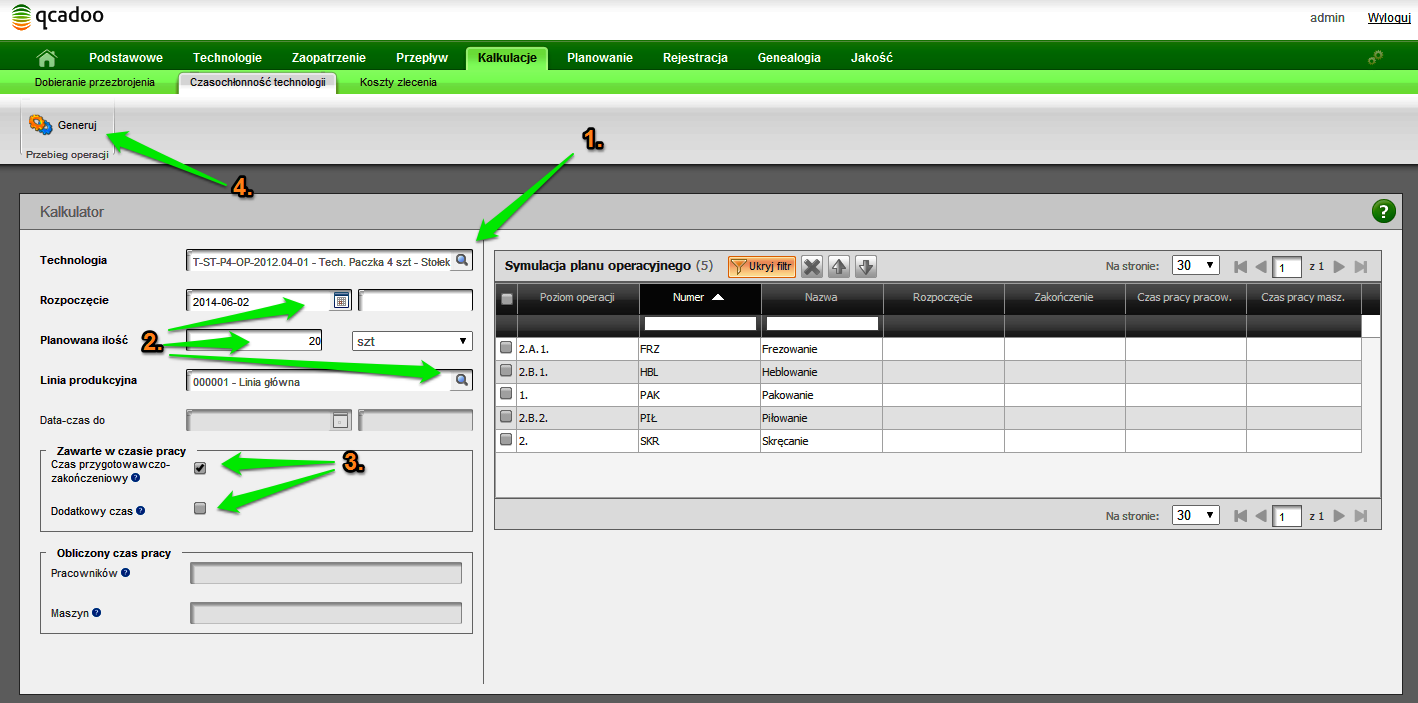 qcadoo
admin Wyloguj
Podstawowe Technologie Zaopatrzenie Przepływ Kalkulacje Planowanie Rejestracja Genealogia Jakość
Dobieranie przezbrojenia Czasochłonność technologii Koszty zlecenia
Generuj
Przebieg operacji
1.
4.
Kalkulator
?
Technologia T-ST-P4-OP-2012.04-01 - Tech. Paczka 4 szt - Stołek
Rozpoczęcie 2014-06-02
Planowana ilość 20 szt
2.
Linia produkcyjna 000001 - Linia główna
Data-czas do
Zawarte w czasie pracy
Czas przygotowawczo-
zakończeniowy ?
3.
Dodatkowy czas ?
Obliczony czas pracy
Pracowników ?
Maszyn ?
Symulacja planu operacyjnego (5) Ukryj filtr Na stronie: 30 1 z 1
Poziom operacji Numer Nazwa Rozpoczęcie Zakończenie Czas pracy pracow. Czas pracy masz.
2.A.1. FRZ Frezowanie
2.B.1. HBL Heblowanie
1. PAK Pakowanie
2.B.2. PIŁ Piłowanie
2. SKR Skręcanie
Na stronie: 30 1 z 1